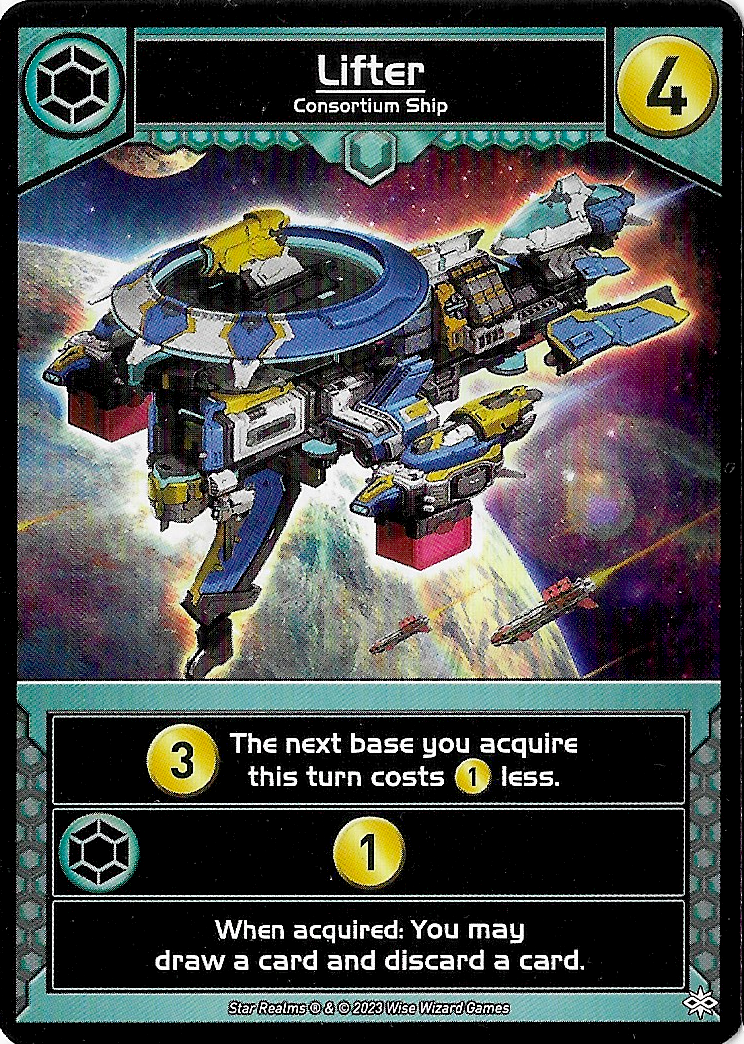 Lifter
Consortium Ship
4
3
The next base you acquire
this turn costs 1 less.
1
When acquired: You may
draw a card and discard a card.
Star Realms ® & © 2023 Wise Wizard Games